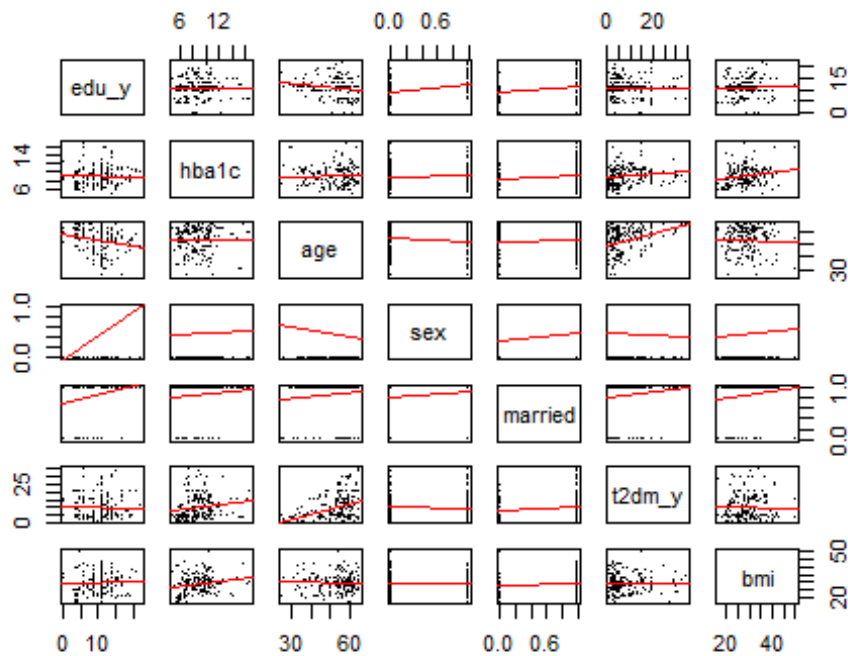 6 12 0.0 0.6 0 20
edu_y 0 15
6 14 hba1c
age 30
0.0 1.0 sex
married 0.0 1.0
0 25 t2dm_y
bmi 20 50
0 10 30 60 0.0 0.6 20 40